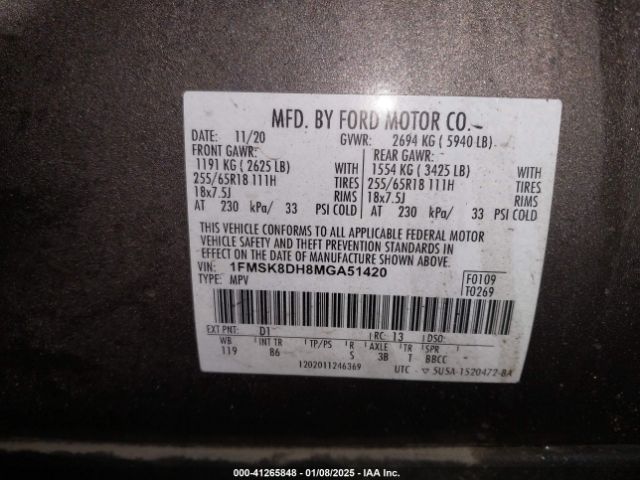 MFD. BY FORD MOTOR CO.
DATE: 11/20 GVWR: 2694 KG ( 5940 LB)
FRONT GAWR: REAR GAWR:
1191 KG ( 2625 LB) WITH 1554 KG ( 3425 LB) WITH
255/65R18 111H TIRES 255/65R18 111H TIRES
18x7.5J RIMS 18x7.5J RIMS
AT 230 kPa/ 33 PSI COLD AT 230 kPa/ 33 PSI COLD
THIS VEHICLE CONFORMS TO ALL APPLICABLE FEDERAL MOTOR
VEHICLE SAFETY AND THEFT PREVENTION STANDARDS IN
EFFECT ON THE DATE OF MANUFACTURE SHOWN ABOVE.
VIN: 1FMSK8DH8MGA51420 F0109
TYPE: MPV T0269
EXT PNT: D1 RC: 13 DSO:
WB INT TR TP/PS R AXLE TR SPR
119 B6 S 3B T BBCC
1202011246369 UTC 5USA-1520472-BA
000-41265848 - 01/08/2025 - IAA Inc.